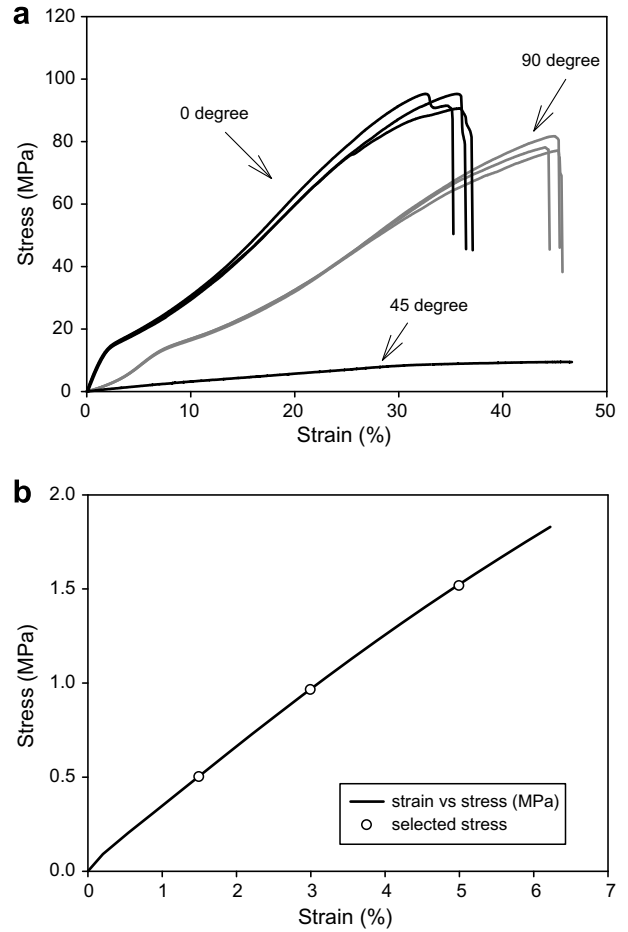 a
120
100
80
60
40
20
0
Stress (MPa)
0 degree
90 degree
45 degree
0 10 20 30 40 50
Strain (%)
b
2.0
1.5
1.0
0.5
0.0
Stress (MPa)
strain vs stress (MPa)
selected stress
0 1 2 3 4 5 6 7
Strain (%)